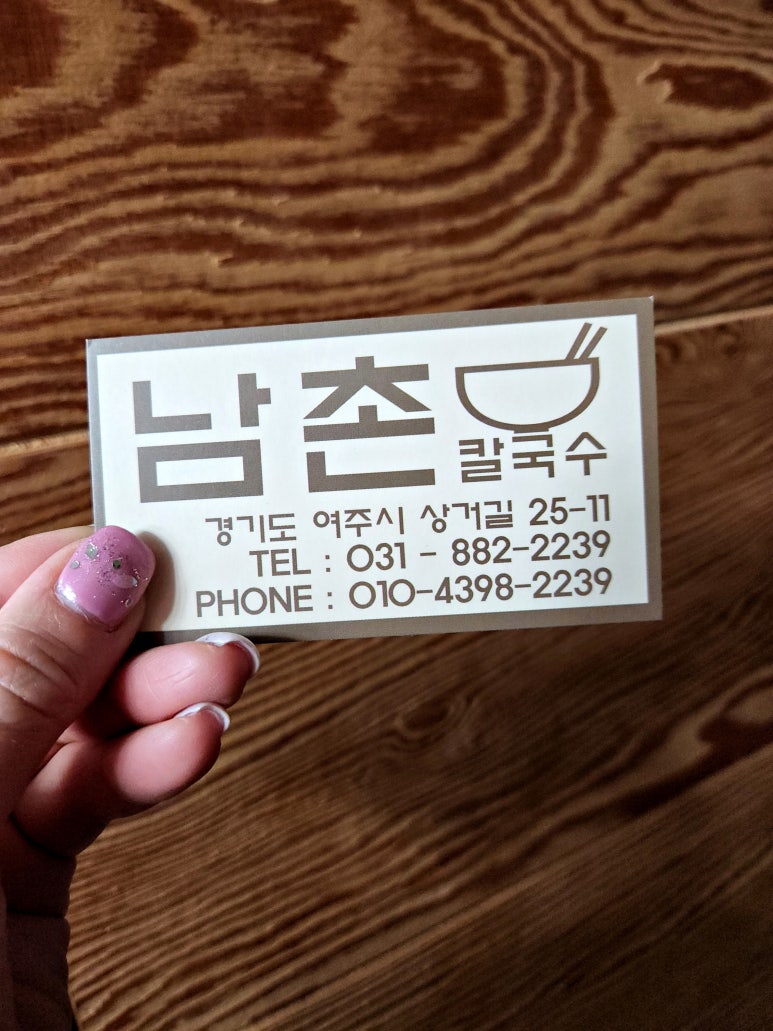 남촌 칼국수
경기도 여주시 상거길 25-11
TEL : 031 - 882-2239
PHONE : 010-4398-2239